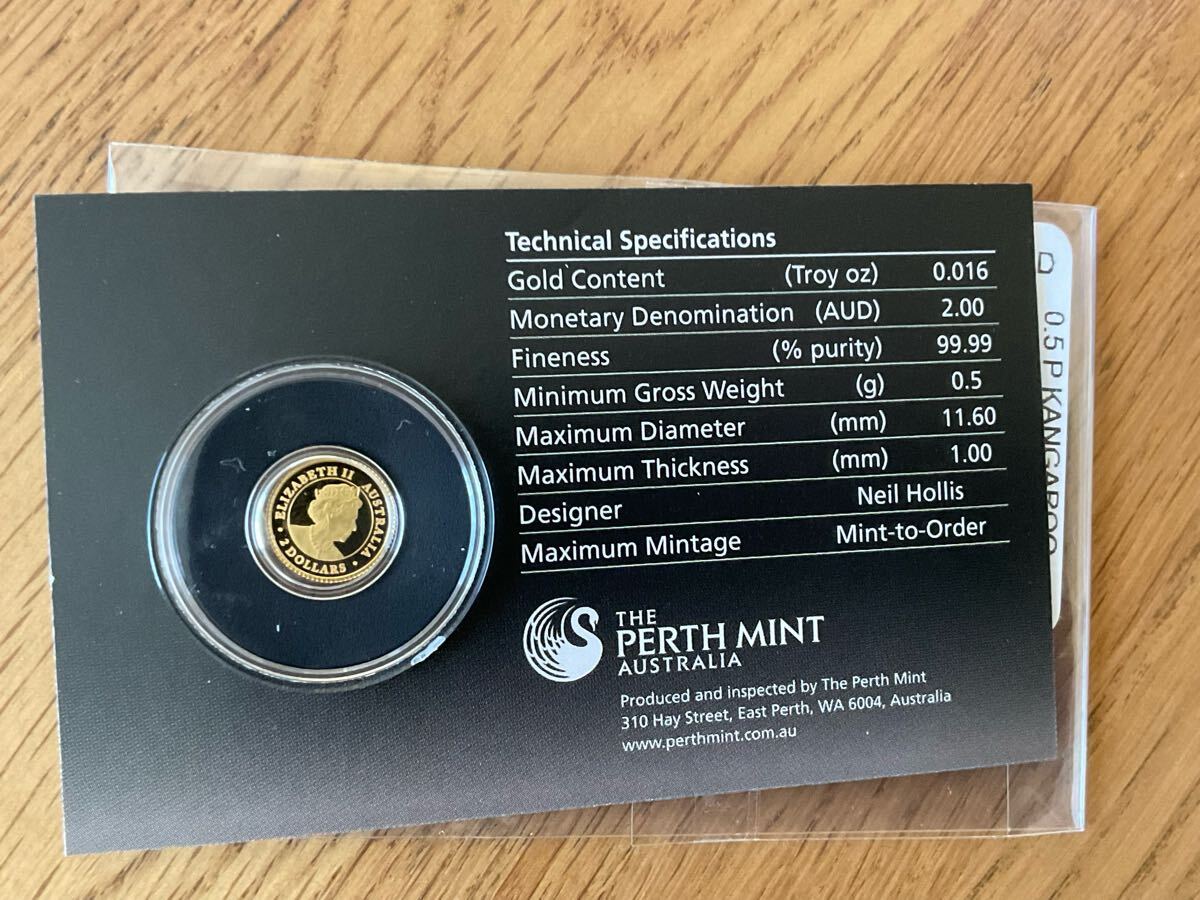 Technical Specifications
Gold Content (Troy oz) 0.016
Monetary Denomination (AUD) 2.00
Fineness (% purity) 99.99
Minimum Gross Weight (g) 0.5
Maximum Diameter (mm) 11.60
Maximum Thickness (mm) 1.00
Designer Neil Hollis
Maximum Mintage Mint-to-Order
THE
PERTH MINT
AUSTRALIA
Produced and inspected by The Perth Mint
310 Hay Street, East Perth, WA 6004, Australia
www.perthmint.com.au
ELIZABETH II AUSTRALIA
2 DOLLARS
D
0.5 P KANGAROO